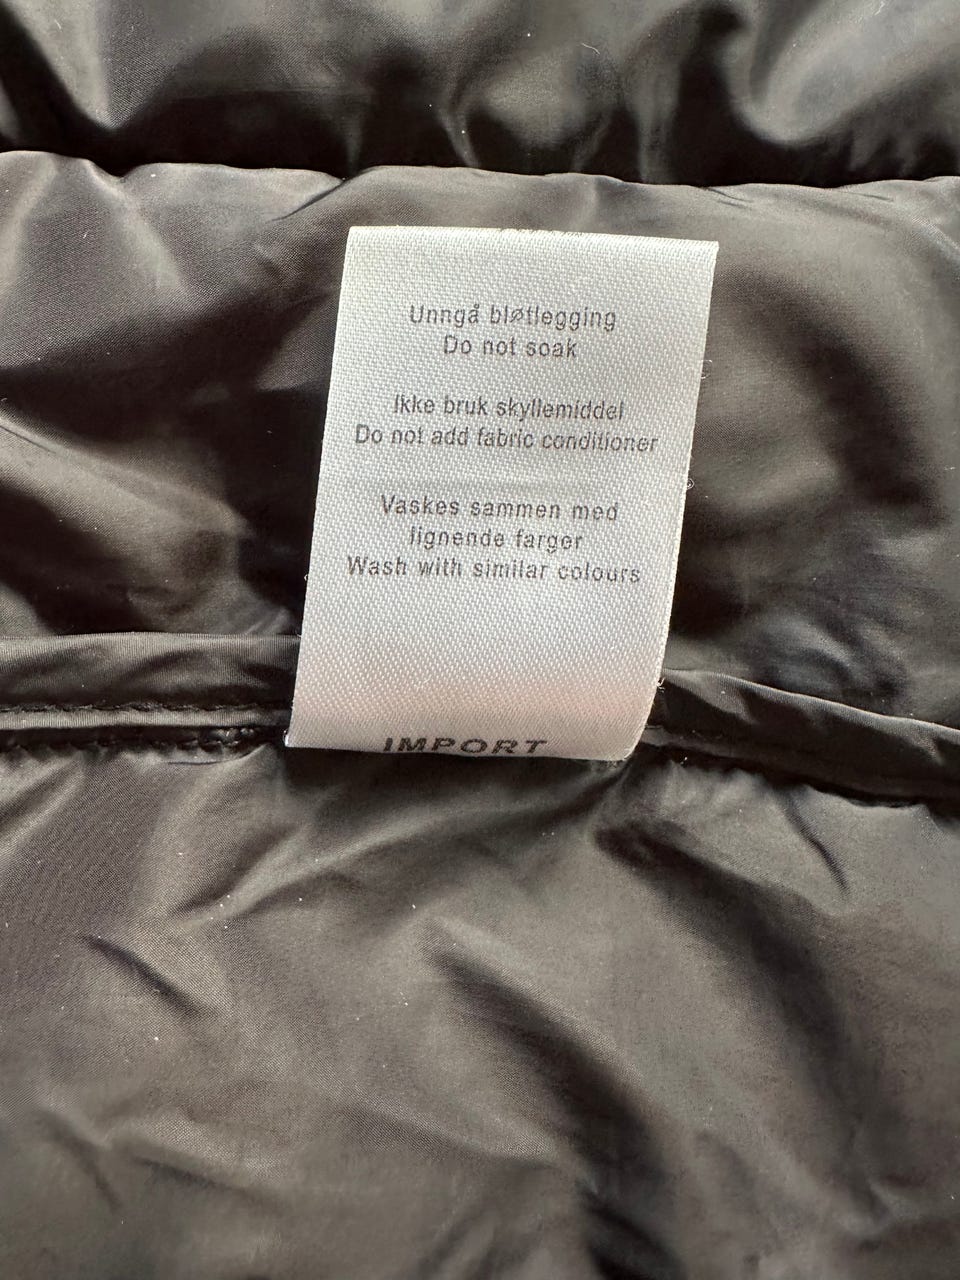 Unngå bløtlegging
Do not soak
Ikke bruk skyllemiddel
Do not add fabric conditioner
Vaskes sammen med
lignende farger
Wash with similar colours
IMPORT